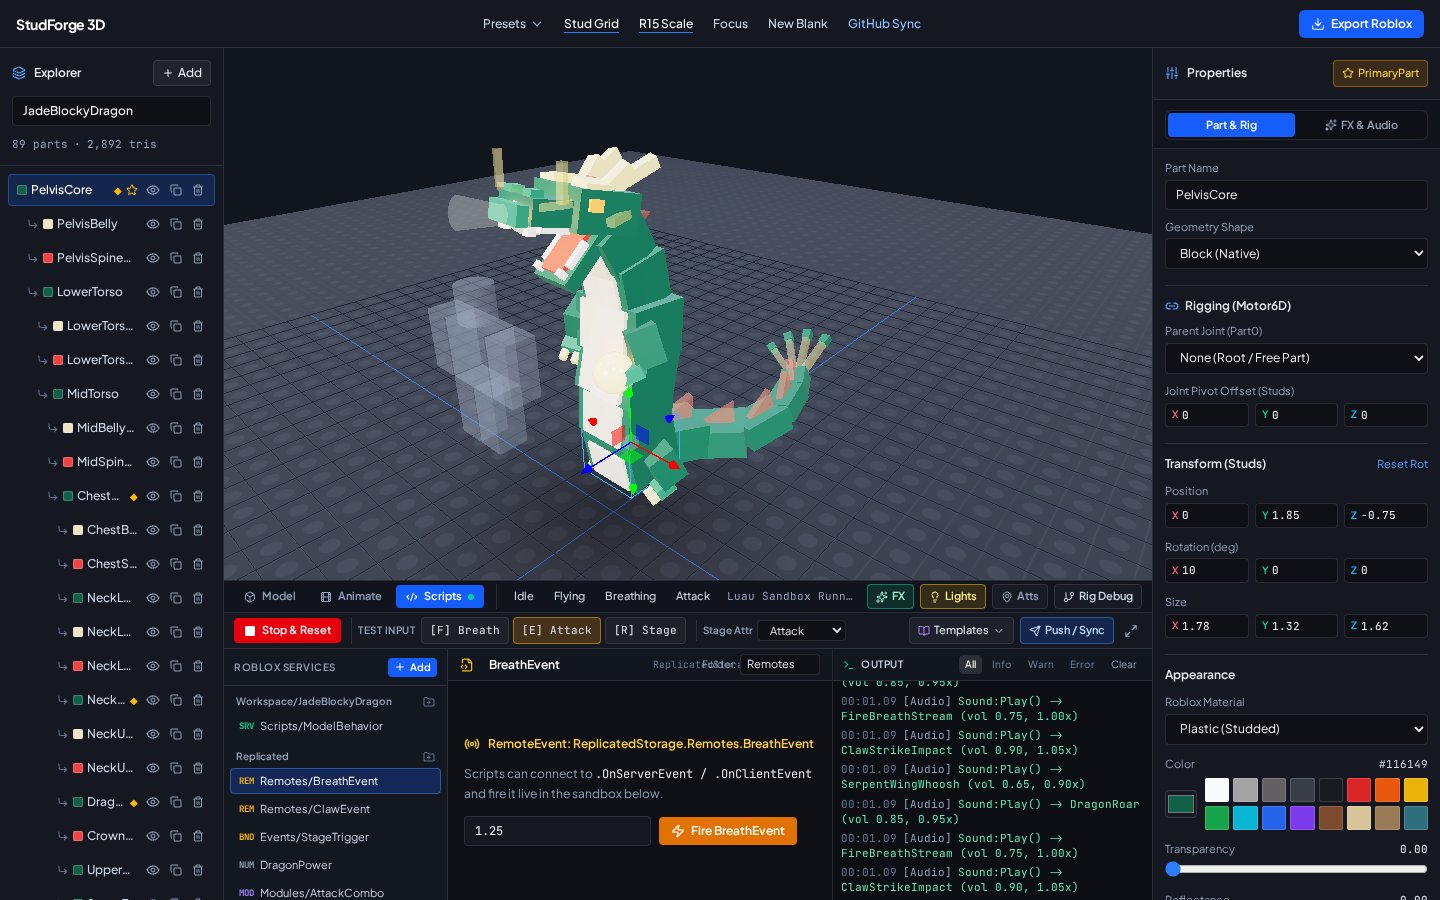 StudForge 3D
Presets
Stud Grid
R15 Scale
Focus
New Blank
GitHub Sync
Export Roblox
Explorer
+ Add
JadeBlockyDragon
89 parts · 2,892 tris
PelvisCore
PelvisBelly
PelvisSpine...
LowerTorso
LowerTors...
LowerTors...
MidTorso
MidBelly...
MidSpin...
Chest...
ChestB...
ChestS...
NeckL...
NeckL...
NeckL...
Neck...
NeckU...
NeckU...
Drag...
Crown...
Upper...
Model
Animate
Scripts
Idle
Flying
Breathing
Attack
Luau Sandbox Runn...
FX
Lights
Atts
Rig Debug
Stop & Reset
TEST INPUT
[F] Breath
[E] Attack
[R] Stage
Stage Attr
Attack
Templates
Push / Sync
ROBLOX SERVICES
+ Add
Workspace/JadeBlockyDragon
SRV Scripts/ModelBehavior
Replicated
REM Remotes/BreathEvent
REM Remotes/ClawEvent
BND Events/StageTrigger
NUM DragonPower
MOD Modules/AttackCombo
BreathEvent
Remotes
RemoteEvent: ReplicatedStorage.Remotes.BreathEvent
Scripts can connect to .OnServerEvent / .OnClientEvent
and fire it live in the sandbox below.
1.25
Fire BreathEvent
OUTPUT
All
Info
Warn
Error
Clear
(vol 0.85, 0.95x)
00:01.09 [Audio] Sound:Play() →
FireBreathStream (vol 0.75, 1.00x)
00:01.09 [Audio] Sound:Play() →
ClawStrikeImpact (vol 0.90, 1.05x)
00:01.09 [Audio] Sound:Play() →
SerpentWingWhoosh (vol 0.65, 0.90x)
00:01.09 [Audio] Sound:Play() → DragonRoar
(vol 0.85, 0.95x)
00:01.09 [Audio] Sound:Play() →
FireBreathStream (vol 0.75, 1.00x)
00:01.09 [Audio] Sound:Play() →
ClawStrikeImpact (vol 0.90, 1.05x)
Properties
PrimaryPart
Part & Rig
FX & Audio
Part Name
PelvisCore
Geometry Shape
Block (Native)
Rigging (Motor6D)
Parent Joint (Part0)
None (Root / Free Part)
Joint Pivot Offset (Studs)
X 0
Y 0
Z 0
Transform (Studs)
Reset Rot
Position
X 0
Y 1.85
Z -0.75
Rotation (deg)
X 10
Y 0
Z 0
Size
X 1.78
Y 1.32
Z 1.62
Appearance
Roblox Material
Plastic (Studded)
Color
#116149
Transparency
0.00